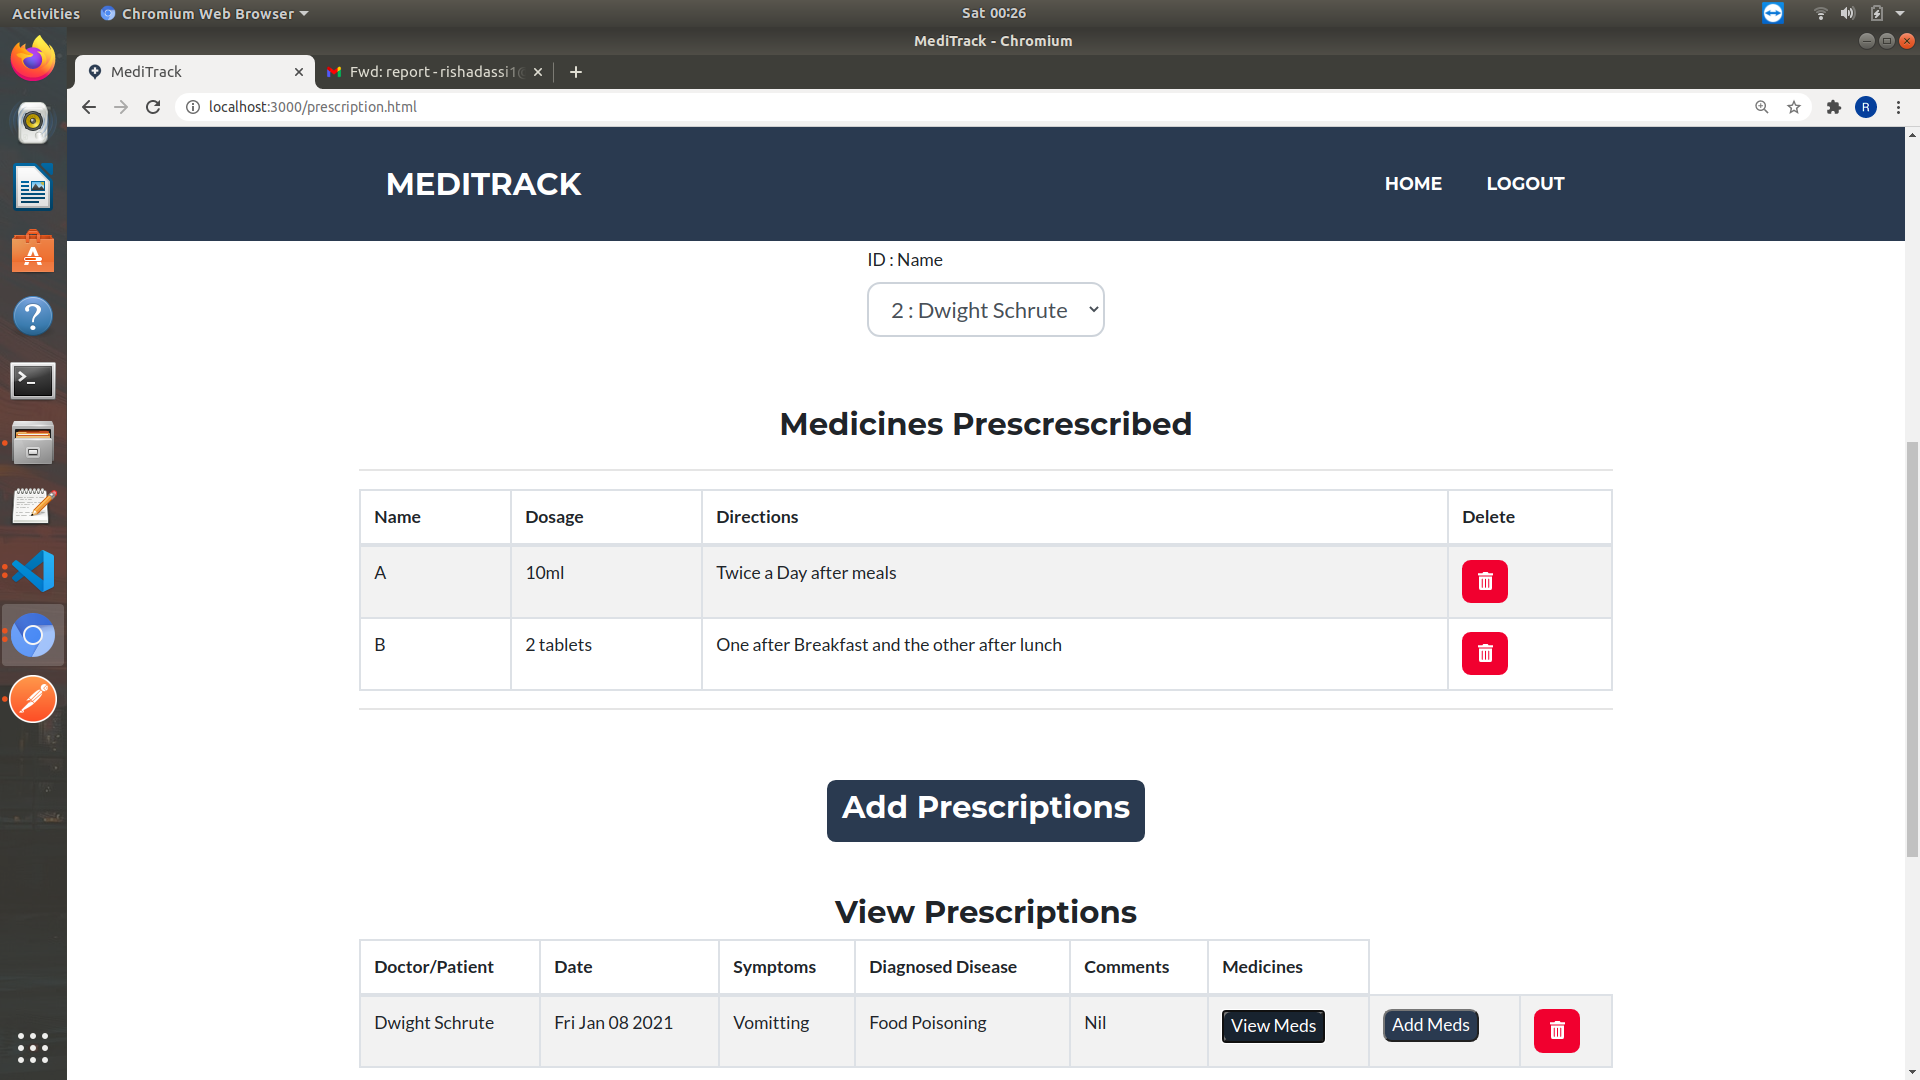 Activities Chromium Web Browser Sat 00:26
MediTrack - Chromium
MediTrack Fwd: report - rishadassi1@
localhost:3000/prescription.html R
MEDITRACK HOME LOGOUT
ID : Name
2 : Dwight Schrute
Medicines Prescrescribed
Name Dosage Directions Delete
A 10ml Twice a Day after meals
B 2 tablets One after Breakfast and the other after lunch
Add Prescriptions
View Prescriptions
Doctor/Patient Date Symptoms Diagnosed Disease Comments Medicines
Dwight Schrute Fri Jan 08 2021 Vomitting Food Poisoning Nil View Meds Add Meds